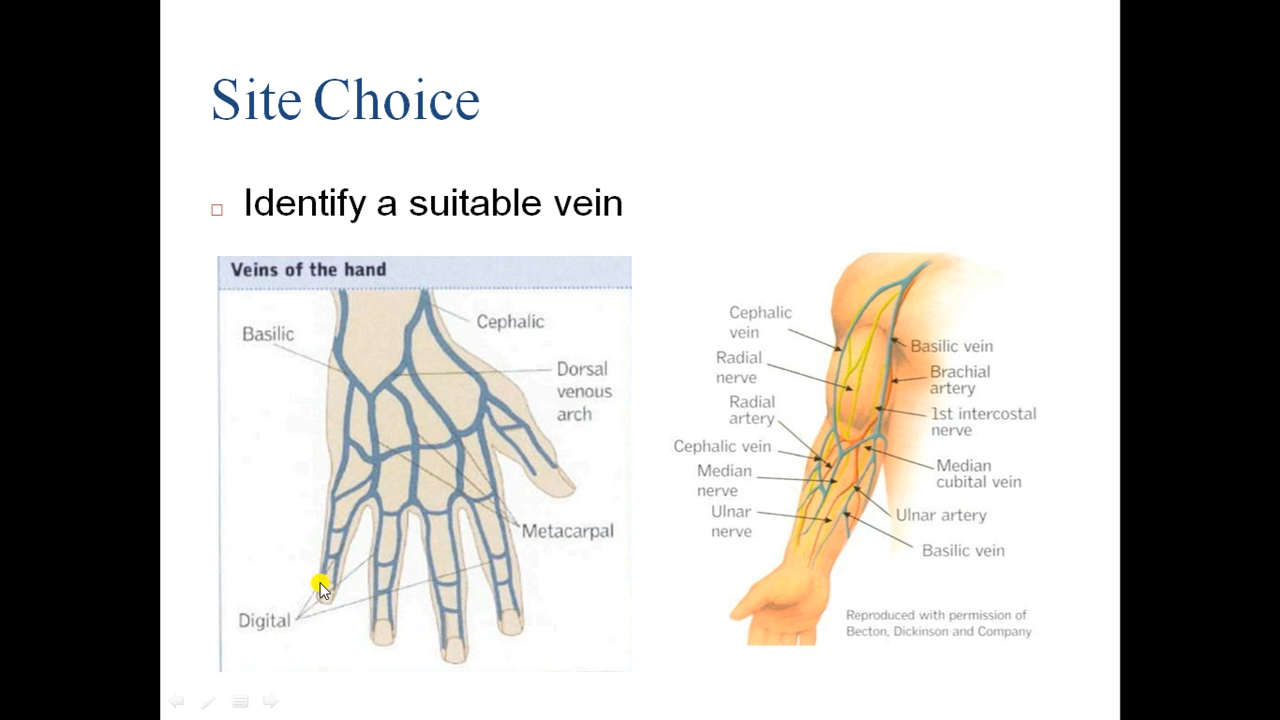 Site Choice
Identify a suitable vein
Veins of the hand
Basilic
Cephalic
Dorsal
venous
arch
Metacarpal
Digital
Cephalic
vein
Radial
nerve
Radial
artery
Cephalic vein
Median
nerve
Ulnar
nerve
Basilic vein
Brachial
artery
1st intercostal
nerve
Median
cubital vein
Ulnar artery
Basilic vein
Reproduced with permission of
Becton, Dickinson and Company